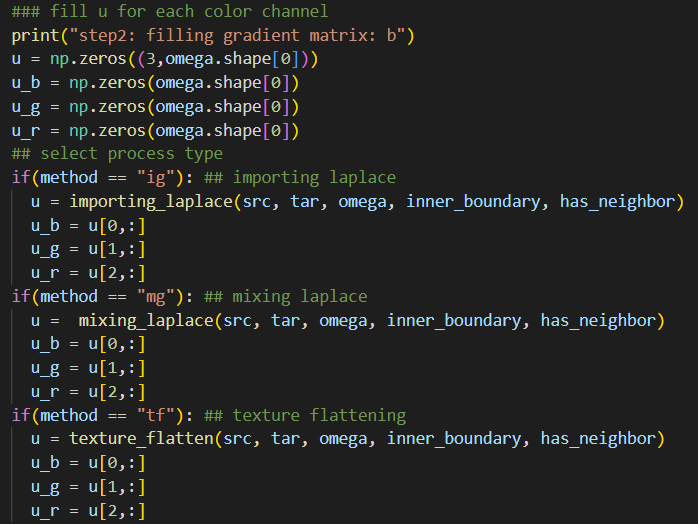 ### fill u for each color channel
print("step2: filling gradient matrix: b")
u = np.zeros((3,omega.shape[0]))
u_b = np.zeros(omega.shape[0])
u_g = np.zeros(omega.shape[0])
u_r = np.zeros(omega.shape[0])
## select process type
if(method == "ig"): ## importing laplace
  u = importing_laplace(src, tar, omega, inner_boundary, has_neighbor)
  u_b = u[0,:]
  u_g = u[1,:]
  u_r = u[2,:]
if(method == "mg"): ## mixing laplace
  u =  mixing_laplace(src, tar, omega, inner_boundary, has_neighbor)
  u_b = u[0,:]
  u_g = u[1,:]
  u_r = u[2,:]
if(method == "tf"): ## texture flattening
  u = texture_flatten(src, tar, omega, inner_boundary, has_neighbor)
  u_b = u[0,:]
  u_g = u[1,:]
  u_r = u[2,:]